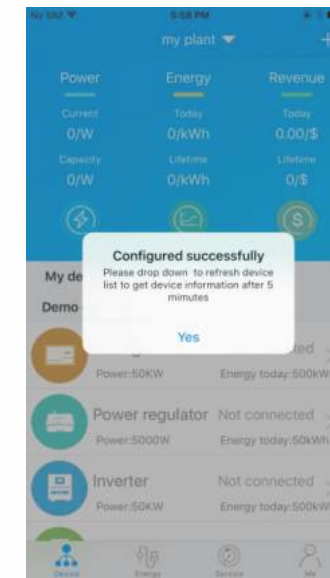 No SIM 5:58 PM
my plant
Power Energy Revenue
Current Today Today
0/W 0/kWh 0.00/$
Capacity Lifetime Lifetime
0/W 0/kWh 0/$
Configured successfully
My de
Please drop down to refresh device
list to get device information after 5
mimutes
Demo
Yes
Power:50KW Energy today:500kW
Power regulator Not connected
Power:5000W Energy today:50kWh
Inverter Not connected
Power:50KW Energy today:500kW
Device Energy Service Me